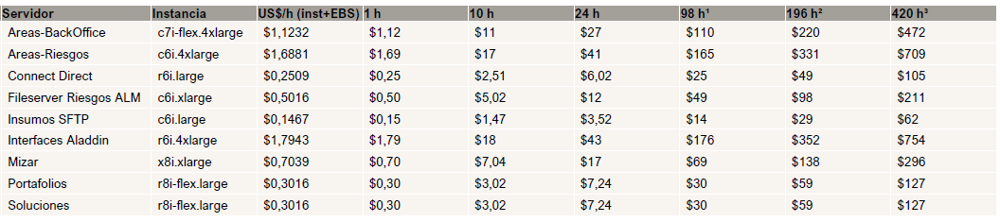 Servidor Instancia US$/h (inst+EBS) 1 h 10 h 24 h 98 h¹ 196 h² 420 h³
Areas-BackOffice c7i-flex.4xlarge $1,1232 $1,12 $11 $27 $110 $220 $472
Areas-Riesgos c6i.4xlarge $1,6881 $1,69 $17 $41 $165 $331 $709
Connect Direct r6i.large $0,2509 $0,25 $2,51 $6,02 $25 $49 $105
Fileserver Riesgos ALM c6i.xlarge $0,5016 $0,50 $5,02 $12 $49 $98 $211
Insumos SFTP c6i.large $0,1467 $0,15 $1,47 $3,52 $14 $29 $62
Interfaces Aladdin r6i.4xlarge $1,7943 $1,79 $18 $43 $176 $352 $754
Mizar x8i.xlarge $0,7039 $0,70 $7,04 $17 $69 $138 $296
Portafolios r8i-flex.large $0,3016 $0,30 $3,02 $7,24 $30 $59 $127
Soluciones r8i-flex.large $0,3016 $0,30 $3,02 $7,24 $30 $59 $127